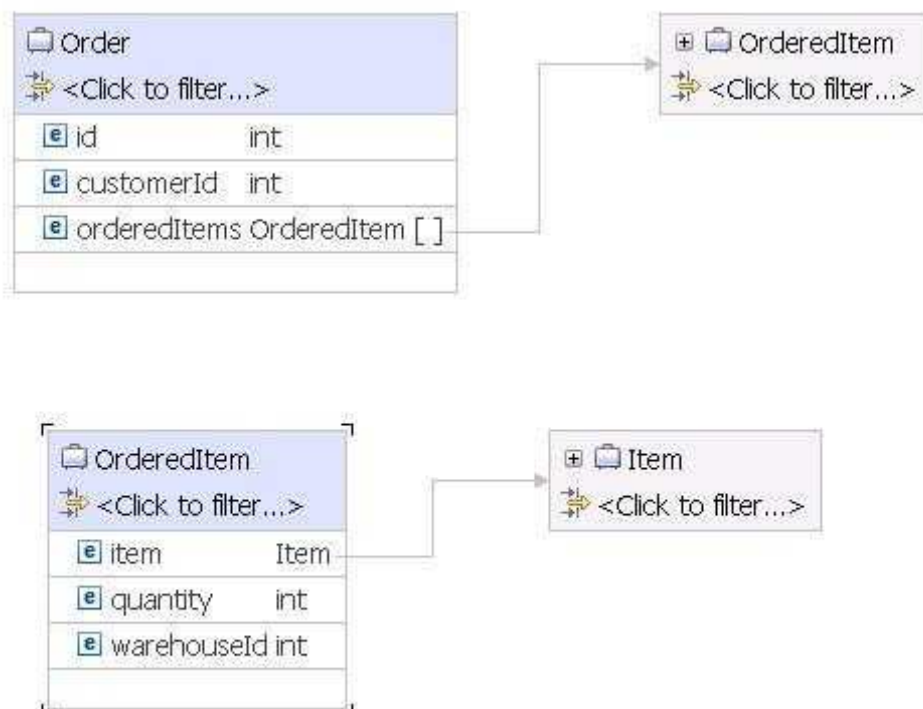 Order
<Click to filter...>
id int
customerId int
orderedItems OrderedItem [ ]
OrderedItem
<Click to filter...>
OrderedItem
<Click to filter...>
item Item
quantity int
warehouseId int
Item
<Click to filter...>